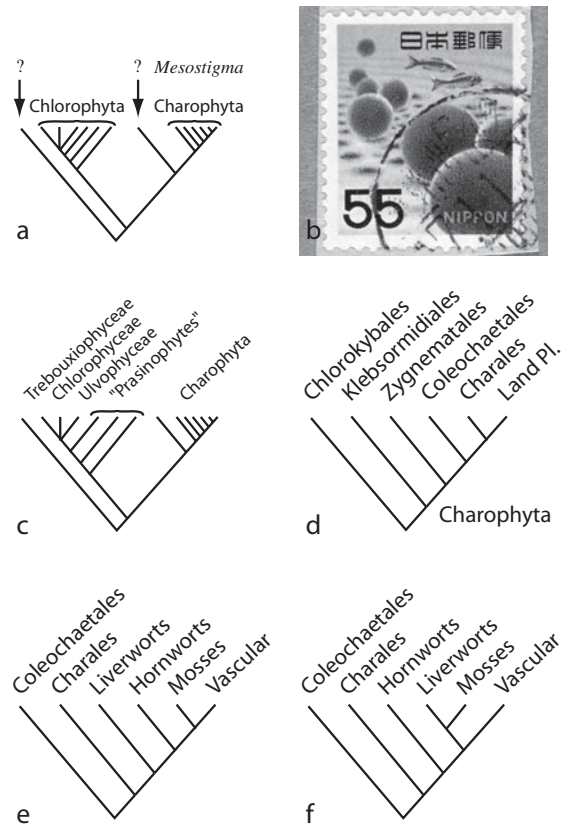 ? ? Mesostigma
Chlorophyta Charophyta
a
日本郵便
55
NIPPON
b
Trebouxiophyceae
Chlorophyceae
Ulvophyceae
"Prasinophytes"
Charophyta
c
Chlorokybales
Klebsormidiales
Zygnematales
Coleochaetales
Charales
Land Pl.
Charophyta
d
Coleochaetales
Charales
Liverworts
Hornworts
Mosses
Vascular
e
Coleochaetales
Charales
Hornworts
Liverworts
Mosses
Vascular
f